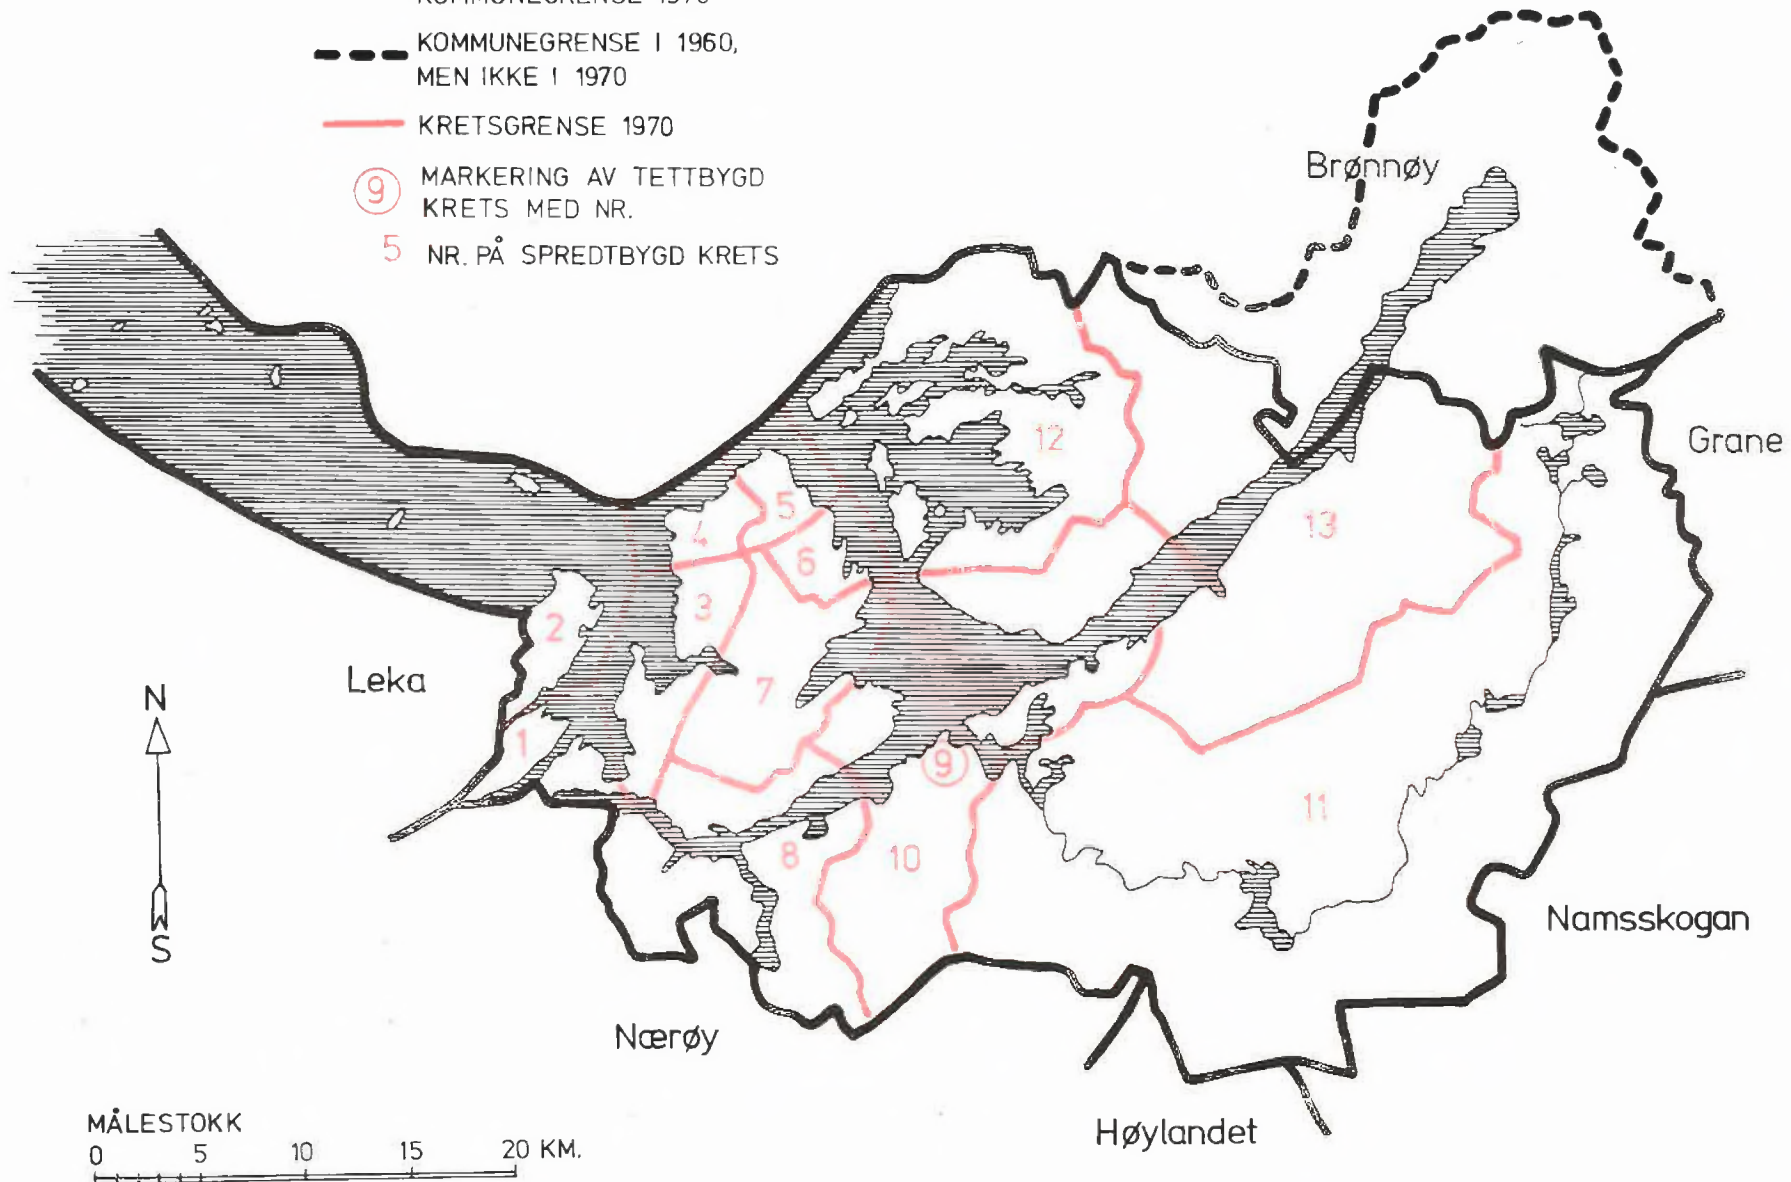 KOMMUNEGRENSE 1970
KOMMUNEGRENSE I 1960,
MEN IKKE I 1970
KRETSGRENSE 1970
9
MARKERING AV TETTBYGD
KRETS MED NR.
5
NR. PÅ SPREDTBYGD KRETS
Brønnøy
Grane
12
5
4
13
6
3
2
Leka
7
N
1
9
11
8
10
Namsskogan
S
Nærøy
Høylandet
MÅLESTOKK
0 5 10 15 20 KM.